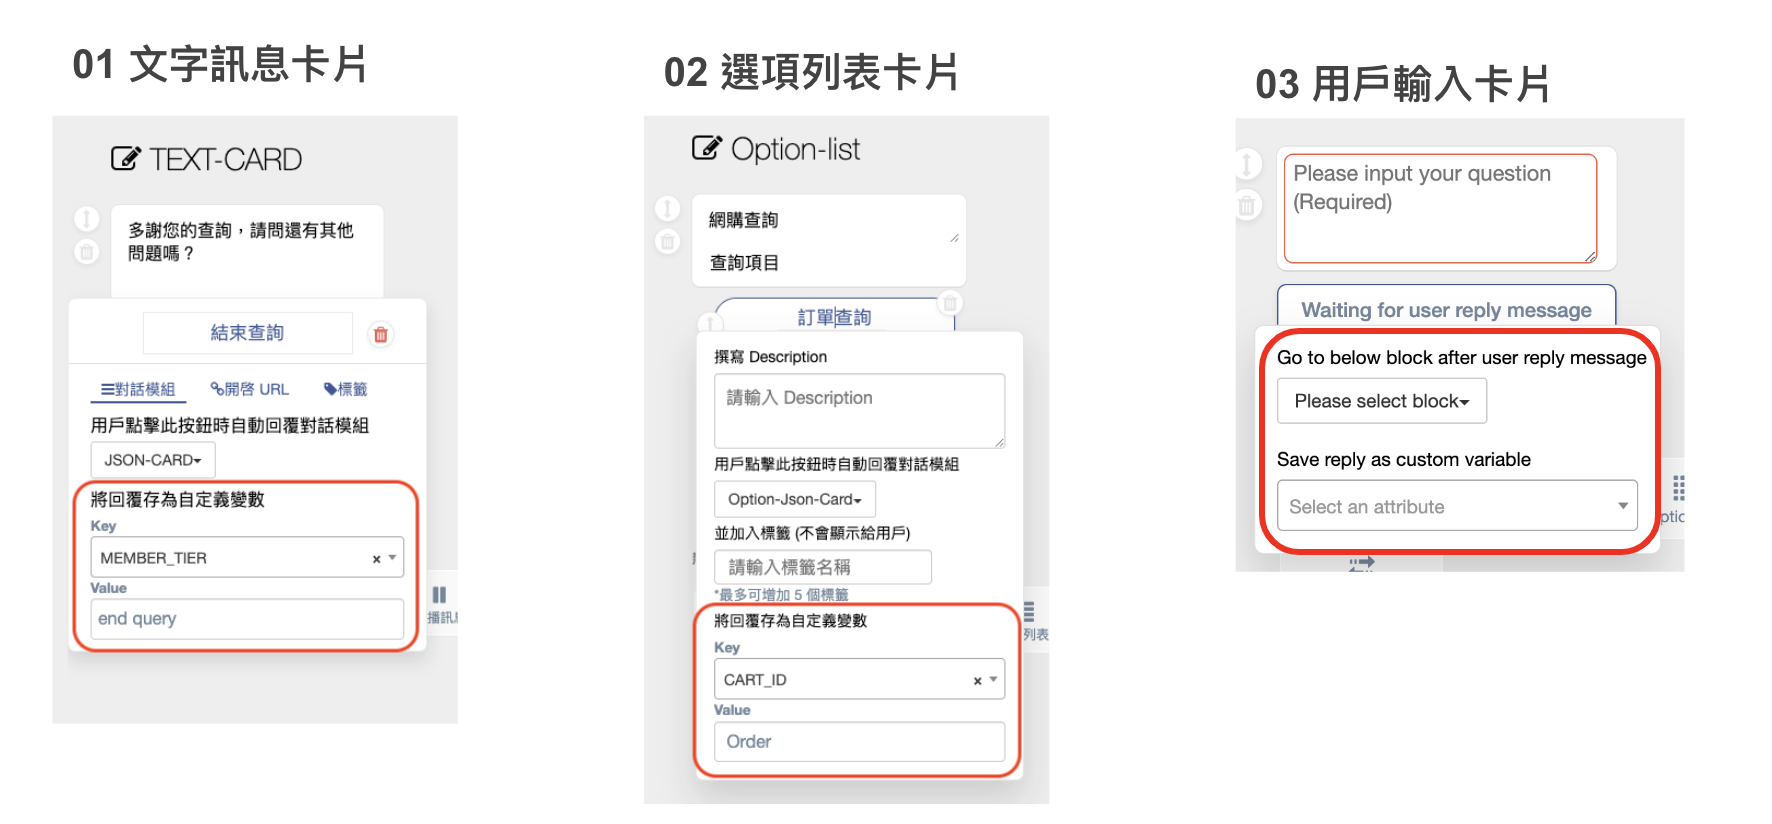 01 文字訊息卡片
TEXT-CARD
多謝您的查詢，請問還有其他
問題嗎？
結束查詢
對話模組
開啓 URL
標籤
用戶點擊此按鈕時自動回覆對話模組
JSON-CARD
將回覆存為自定義變數
Key
MEMBER_TIER
×
Value
end query
播訊
02 選項列表卡片
Option-list
網購查詢
查詢項目
訂單查詢
撰寫 Description
請輸入 Description
用戶點擊此按鈕時自動回覆對話模組
Option-Json-Card
並加入標籤 (不會顯示給用戶)
請輸入標籤名稱
*最多可增加 5 個標籤
將回覆存為自定義變數
Key
CART_ID
×
Value
Order
列表
03 用戶輸入卡片
Please input your question
(Required)
Waiting for user reply message
Go to below block after user reply message
Please select block
Save reply as custom variable
Select an attribute
ptic